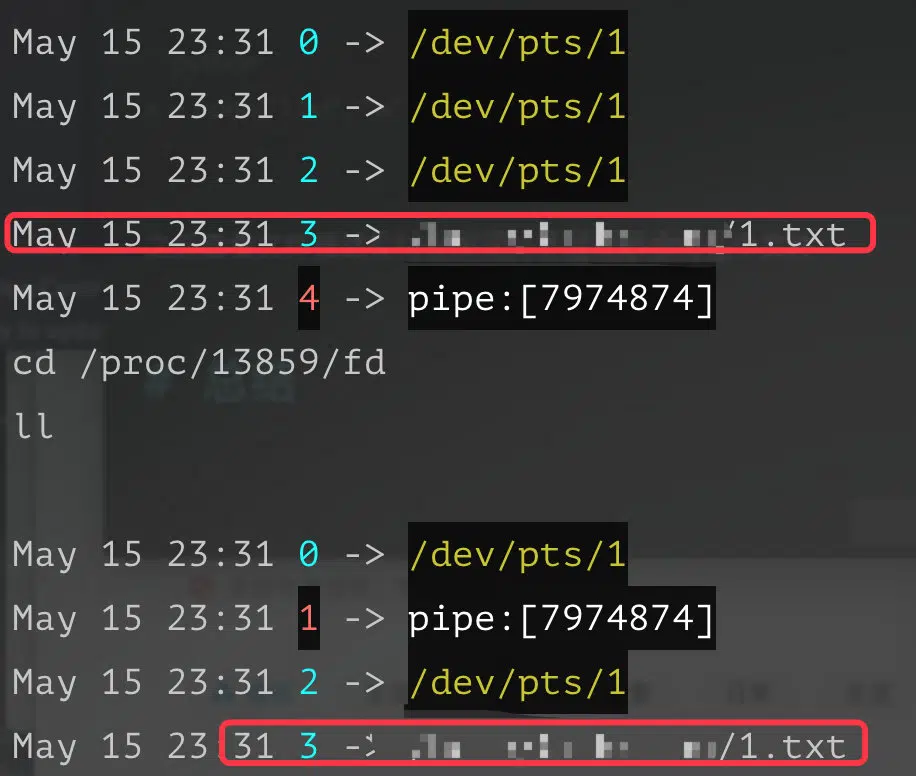 May 15 23:31 0 -> /dev/pts/1
May 15 23:31 1 -> /dev/pts/1
May 15 23:31 2 -> /dev/pts/1
May 15 23:31 3 -> /1.txt
May 15 23:31 4 -> pipe:[7974874]
cd /proc/13859/fd
# 总结
ll
May 15 23:31 0 -> /dev/pts/1
May 15 23:31 1 -> pipe:[7974874]
May 15 23:31 2 -> /dev/pts/1
May 15 23:31 3 -> /1.txt